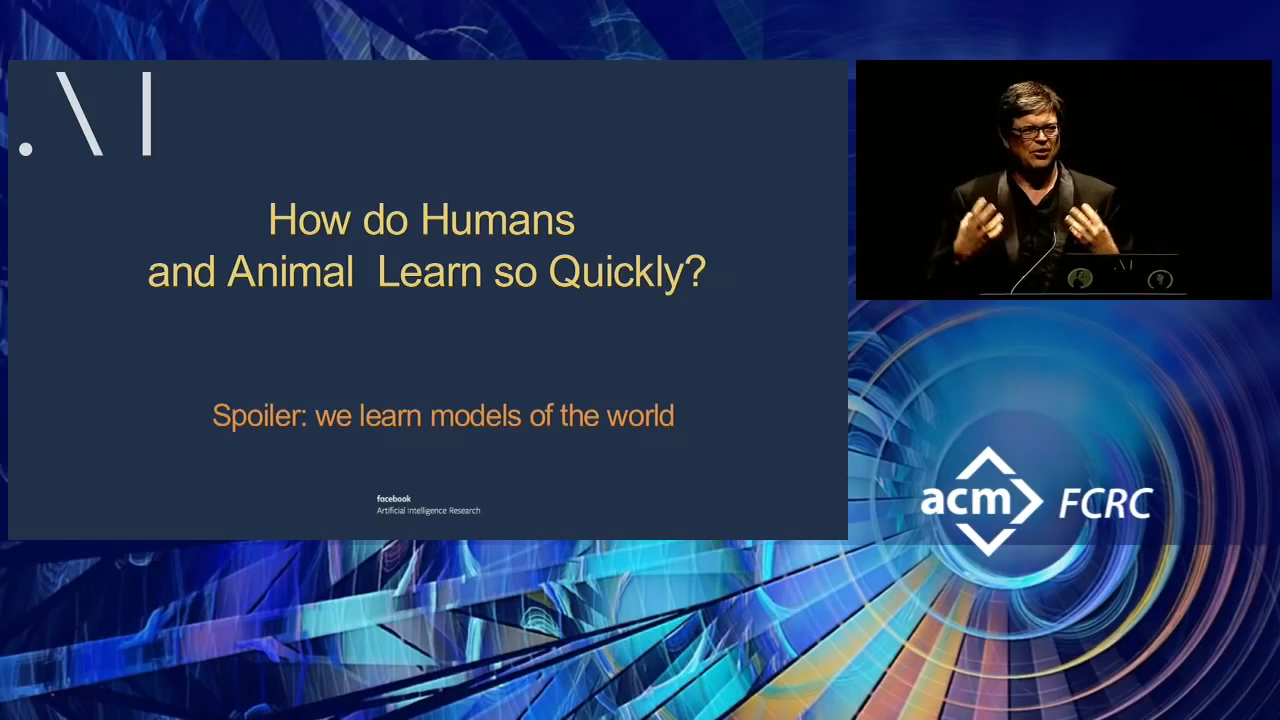 .\I
How do Humans
and Animal  Learn so Quickly?
Spoiler: we learn models of the world
facebook
Artificial Intelligence Research
acm FCRC